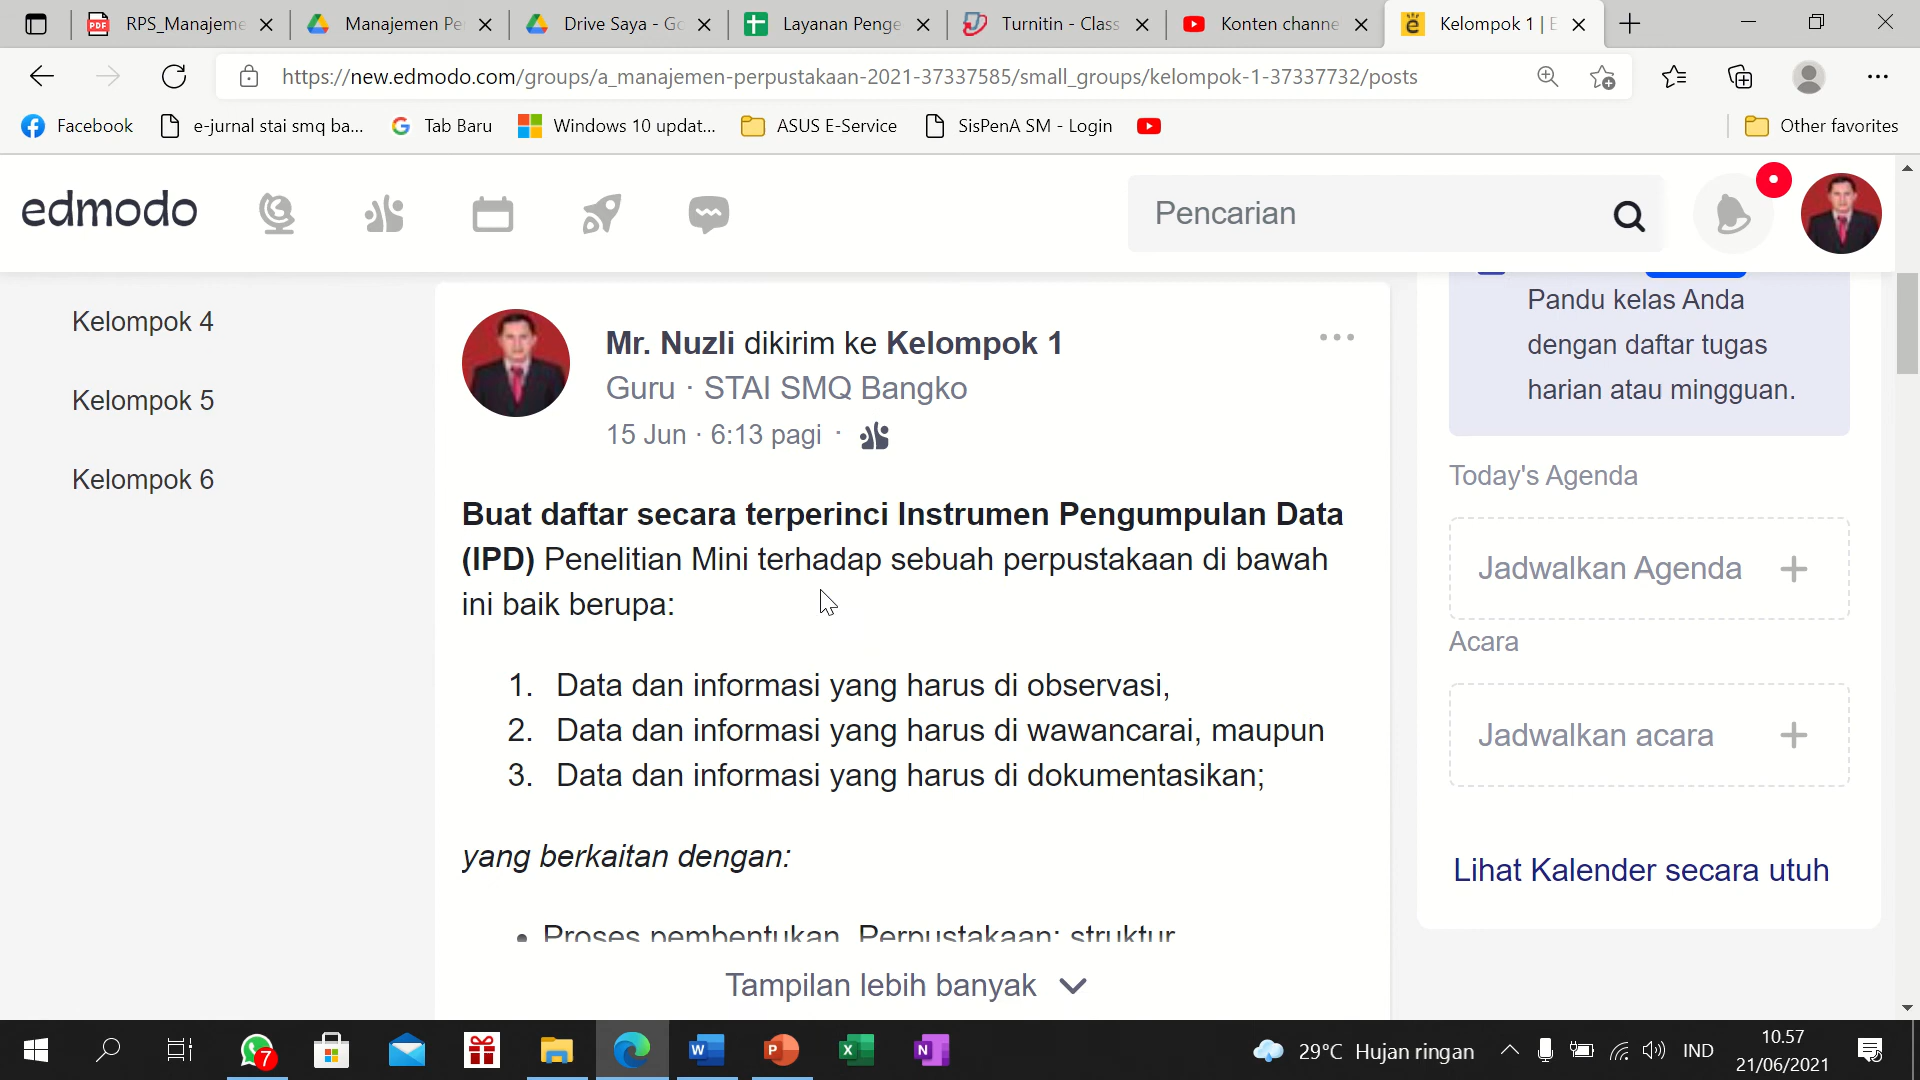 RPS_Manajeme
Manajemen Pe
Drive Saya - Go
Layanan Penge
Turnitin - Class
Konten channe
Kelompok 1 | E
https://new.edmodo.com/groups/a_manajemen-perpustakaan-2021-37337585/small_groups/kelompok-1-37337732/posts
Facebook
e-jurnal stai smq ba...
Tab Baru
Windows 10 updat...
ASUS E-Service
SisPenA SM - Login
Other favorites
edmodo
Pencarian
Kelompok 4
Kelompok 5
Kelompok 6
Mr. Nuzli dikirim ke Kelompok 1
Guru · STAI SMQ Bangko
15 Jun · 6:13 pagi ·
Buat daftar secara terperinci Instrumen Pengumpulan Data
(IPD) Penelitian Mini terhadap sebuah perpustakaan di bawah
ini baik berupa:
1. Data dan informasi yang harus di observasi,
2. Data dan informasi yang harus di wawancarai, maupun
3. Data dan informasi yang harus di dokumentasikan;
yang berkaitan dengan:
• Proses pembentukan Perpustakaan: struktur
Tampilan lebih banyak
Pandu kelas Anda
dengan daftar tugas
harian atau mingguan.
Today's Agenda
Jadwalkan Agenda +
Acara
Jadwalkan acara +
Lihat Kalender secara utuh
7
29°C Hujan ringan
IND
10.57
21/06/2021